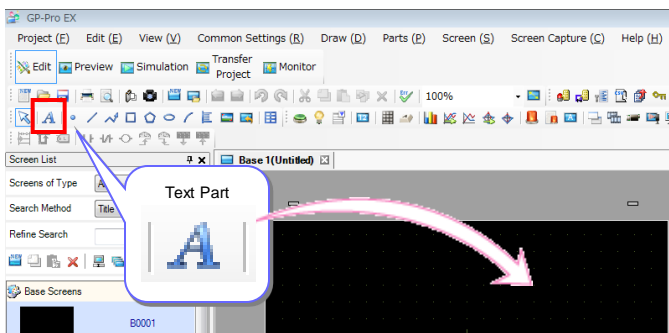 GP-Pro EX
Project (F) Edit (E) View (V) Common Settings (R) Draw (D) Parts (P) Screen (S) Screen Capture (C) Help (H)
Edit Preview Simulation Transfer Project Monitor
100%
A
Screen List Base 1(Untitled)
Screens of Type A
Search Method Title
Refine Search
Base Screens
B0001
Text Part
A